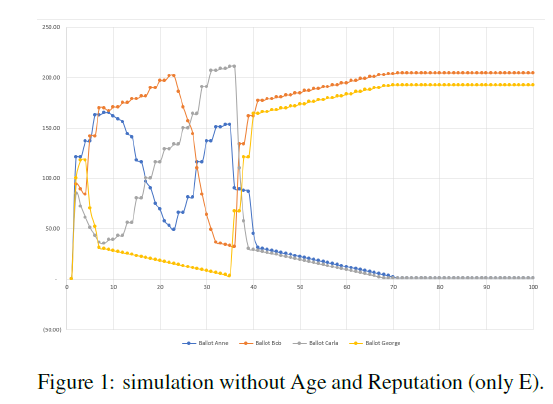 250.00
200.00
150.00
100.00
50.00
-
(50.00)
0 10 20 30 40 50 60 70 80 90 100
Ballot Anne Ballot Bob Ballot Carla Ballot George
Figure 1: simulation without Age and Reputation (only E).